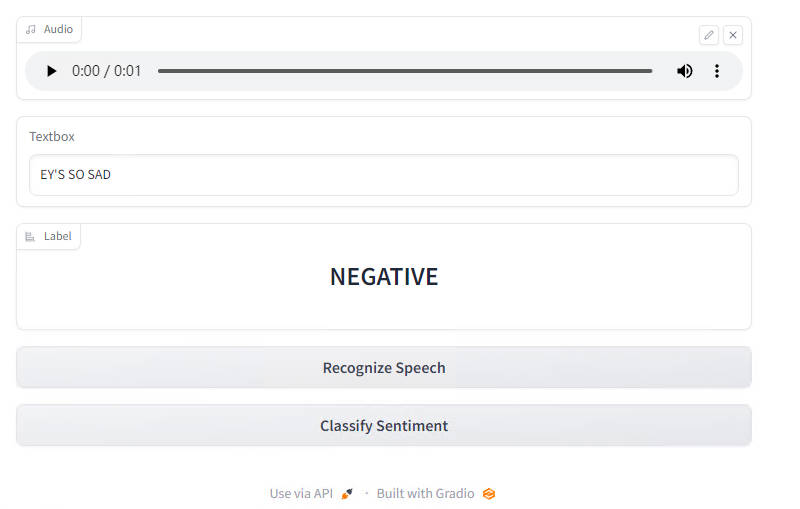 Audio
0:00 / 0:01
Textbox
EY'S SO SAD
Label
NEGATIVE
Recognize Speech
Classify Sentiment
Use via API · Built with Gradio